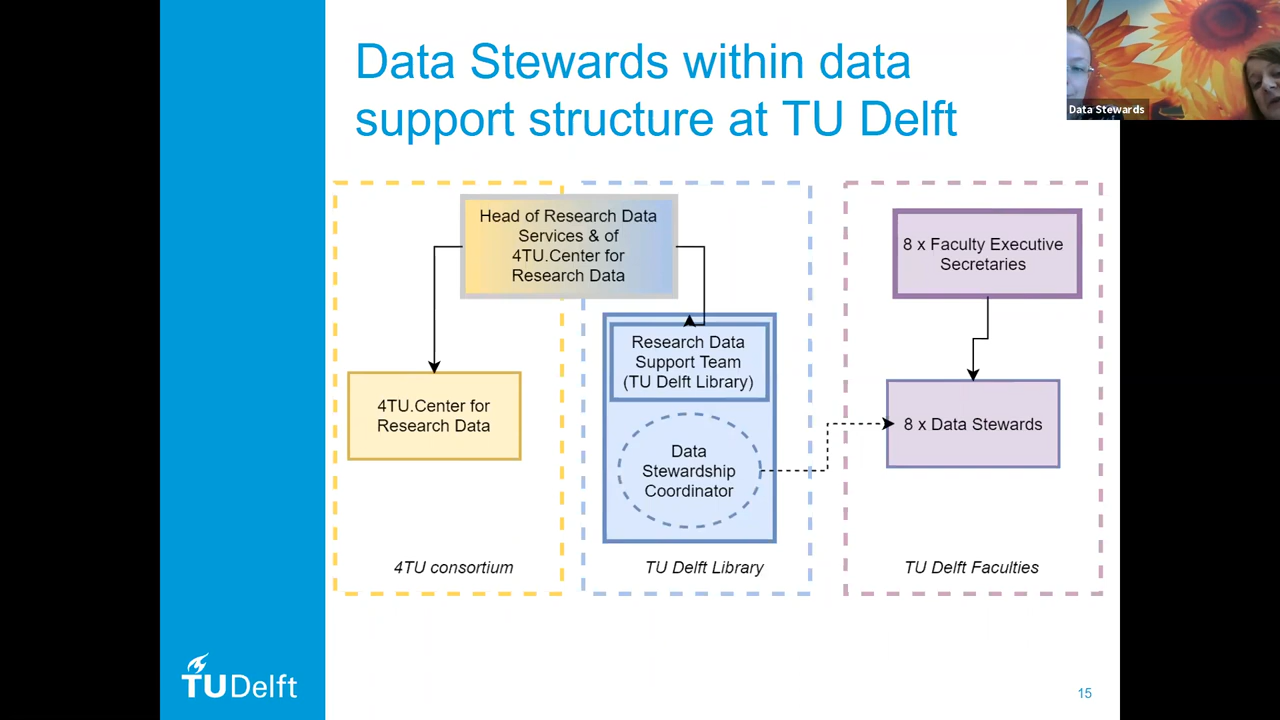 Data Stewards within data
support structure at TU Delft
Data Stewards
Head of Research Data
Services & of
4TU.Center for
Research Data
8 x Faculty Executive
Secretaries
Research Data
Support Team
(TU Delft Library)
4TU.Center for
Research Data
Data
Stewardship
Coordinator
8 x Data Stewards
4TU consortium
TU Delft Library
TU Delft Faculties
TU Delft
15